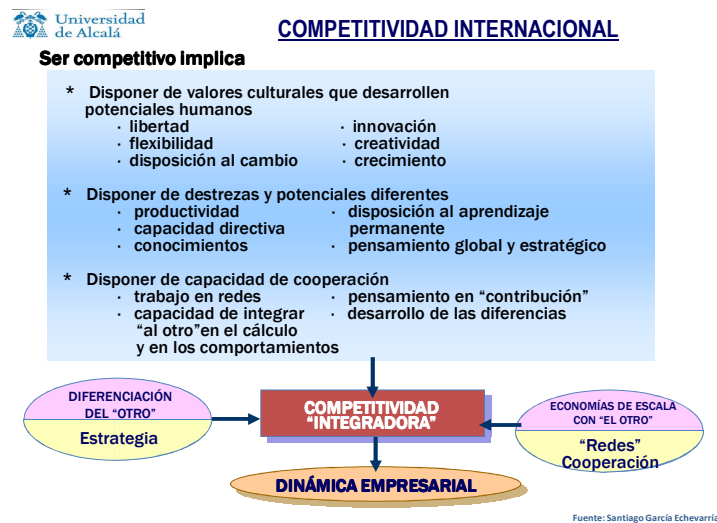 Universidad
de Alcalá
COMPETITIVIDAD INTERNACIONAL
Ser competitivo implica
* Disponer de valores culturales que desarrollen
potenciales humanos
· libertad · innovación
· flexibilidad · creatividad
· disposición al cambio · crecimiento
* Disponer de destrezas y potenciales diferentes
· productividad · disposición al aprendizaje
· capacidad directiva permanente
· conocimientos · pensamiento global y estratégico
* Disponer de capacidad de cooperación
· trabajo en redes · pensamiento en “contribución”
· capacidad de integrar · desarrollo de las diferencias
“al otro”en el cálculo
y en los comportamientos
DIFERENCIACIÓN
DEL “OTRO”
Estrategia
COMPETITIVIDAD
“INTEGRADORA”
ECONOMÍAS DE ESCALA
CON “EL OTRO”
“Redes”
Cooperación
DINÁMICA EMPRESARIAL
Fuente: Santiago García Echevarría